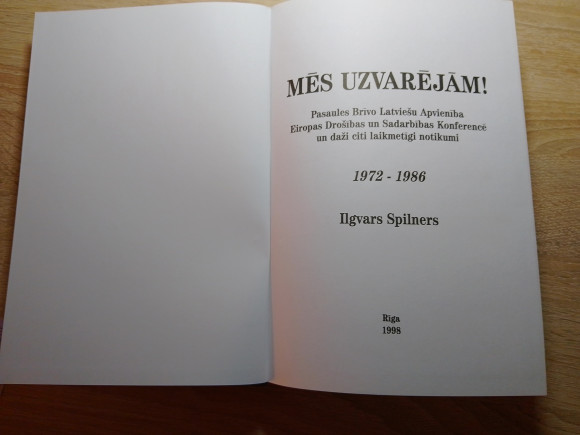 MĒS UZVARĒJĀM!
Pasaules Brīvo Latviešu Apvienība
Eiropas Drošības un Sadarbības Konferencē
un daži citi laikmetīgi notikumi
1972 - 1986
Ilgvars Spilners
Rīga
1998